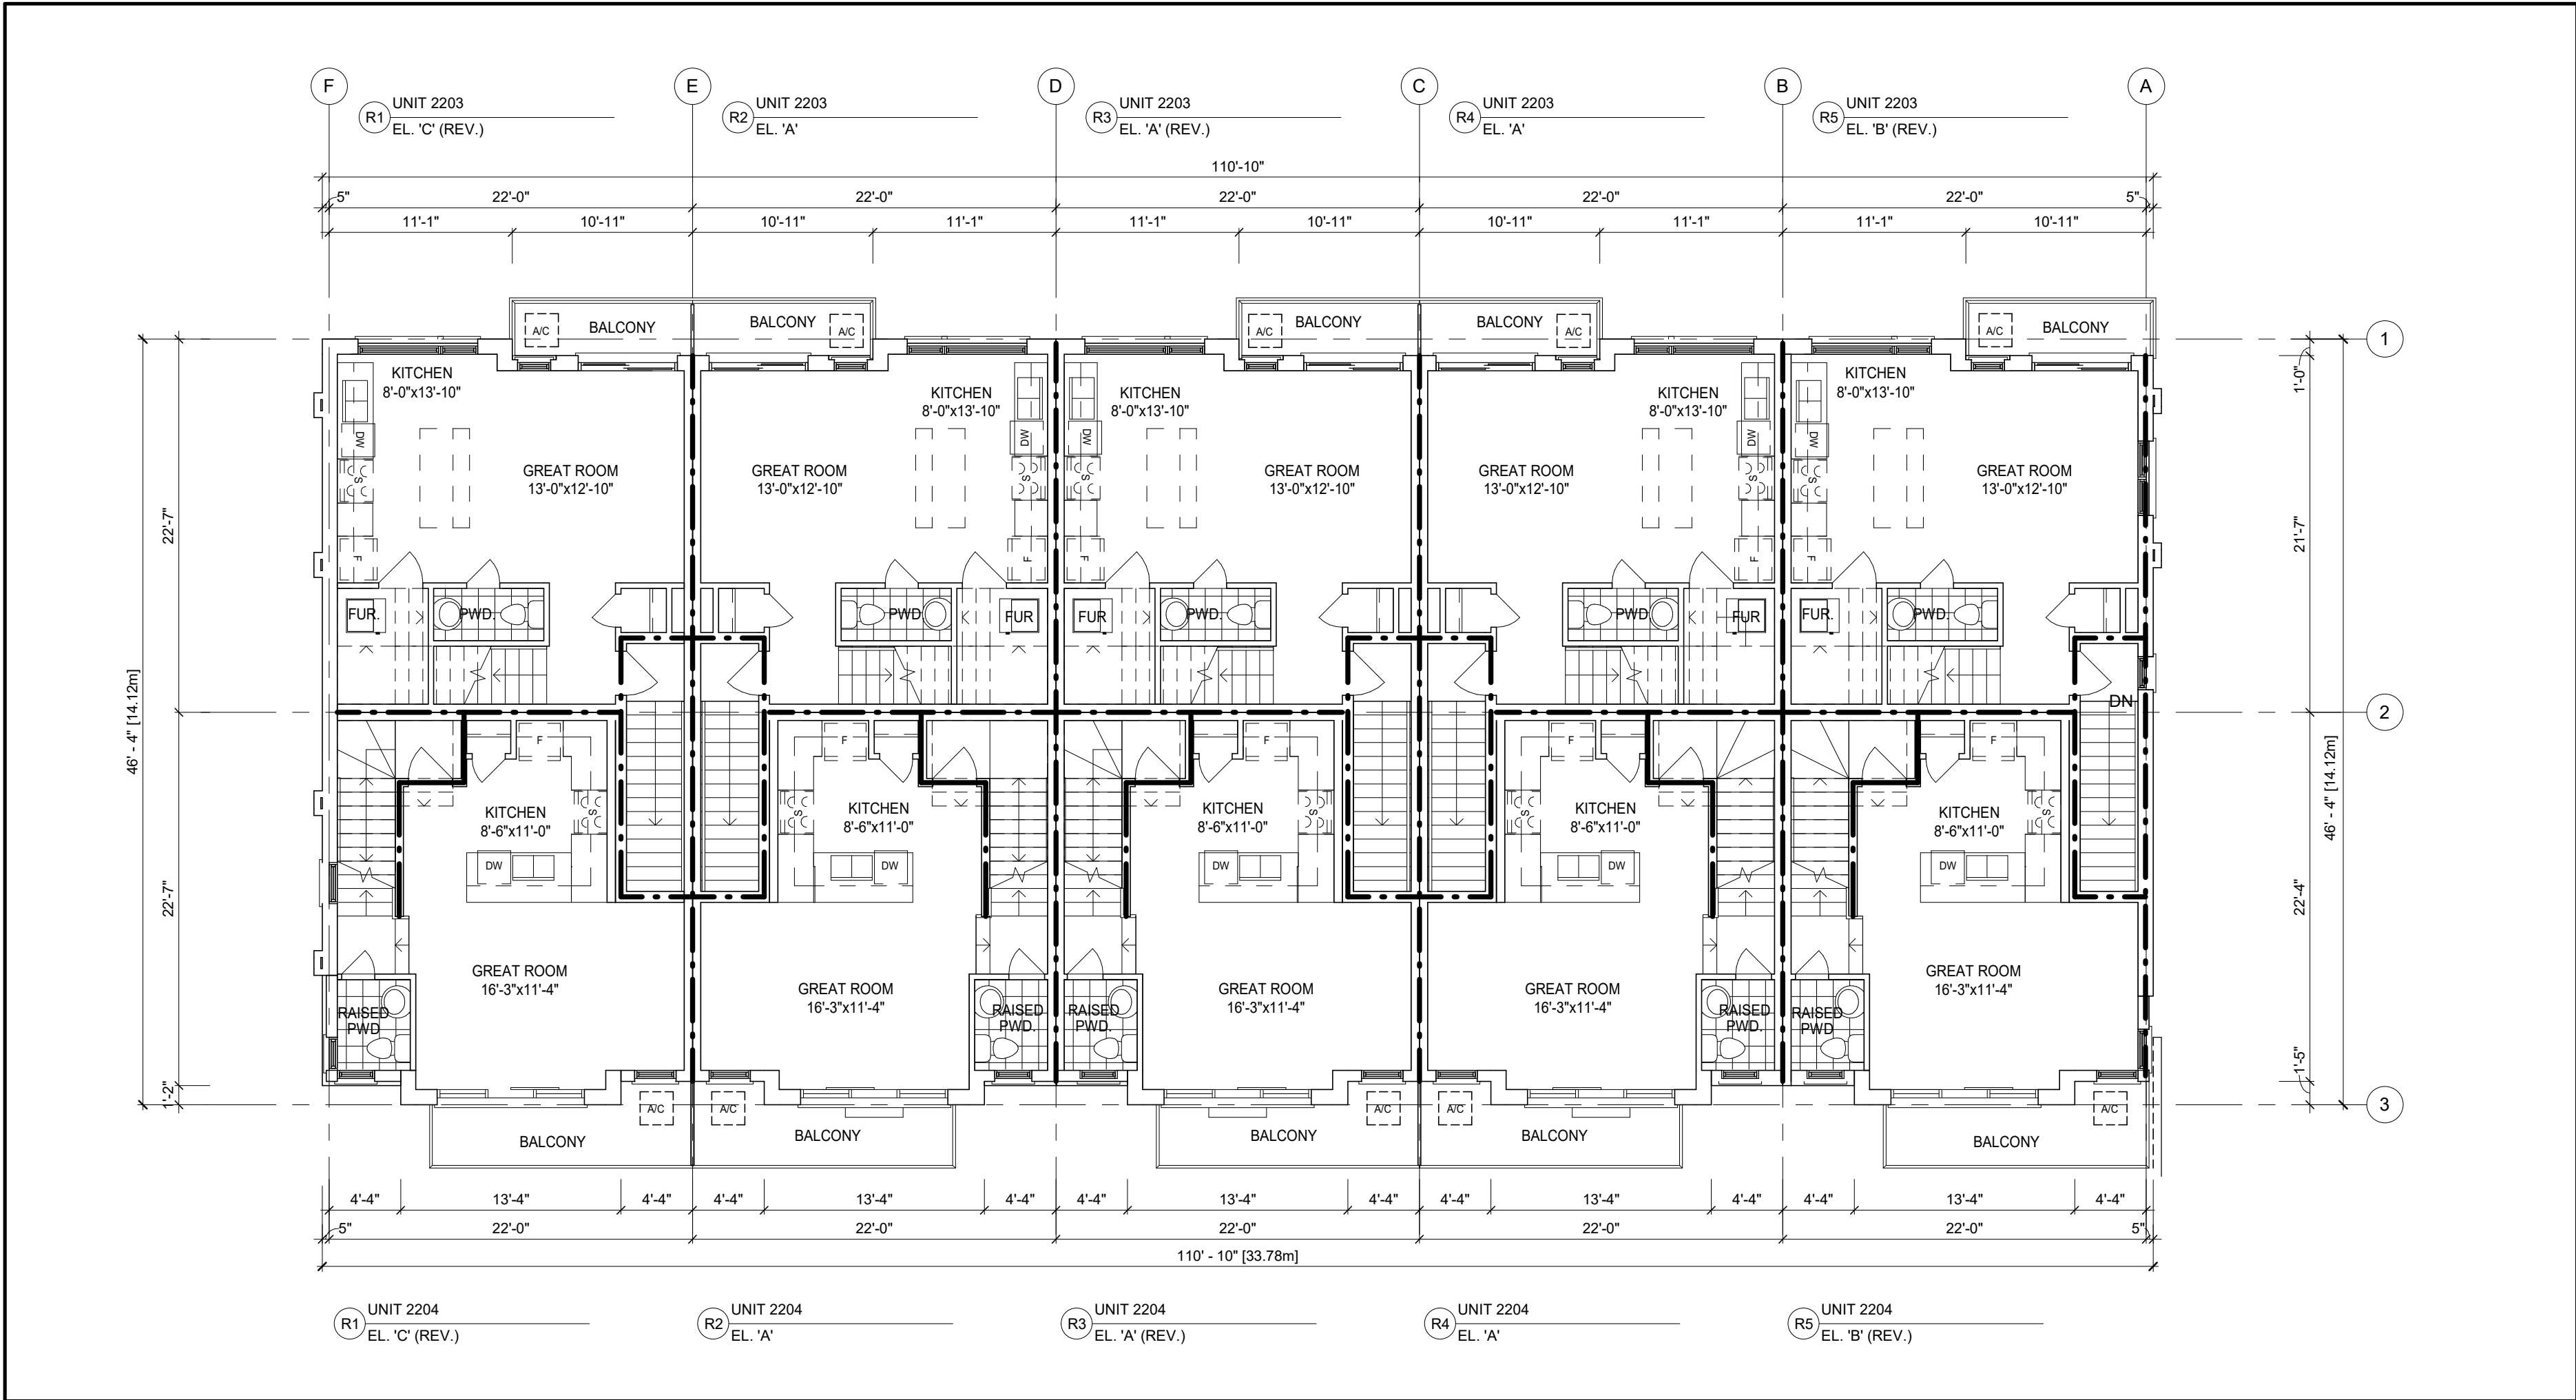 F
E
D
C
B
A
UNIT 2203
R1
EL. 'C' (REV.)
UNIT 2203
R2
EL. 'A'
UNIT 2203
R3
EL. 'A' (REV.)
UNIT 2203
R4
EL. 'A'
UNIT 2203
R5
EL. 'B' (REV.)
110'-10"
5"
22'-0"
22'-0"
22'-0"
22'-0"
22'-0"
5"
11'-1"
10'-11"
10'-11"
11'-1"
11'-1"
10'-11"
10'-11"
11'-1"
11'-1"
10'-11"
A/C
BALCONY
BALCONY
A/C
A/C
BALCONY
BALCONY
A/C
A/C
BALCONY
1
KITCHEN
8'-0"x13'-10"
KITCHEN
8'-0"x13'-10"
KITCHEN
8'-0"x13'-10"
KITCHEN
8'-0"x13'-10"
KITCHEN
8'-0"x13'-10"
1'-0"
DW
DW
DW
DW
DW
GREAT ROOM
13'-0"x12'-10"
GREAT ROOM
13'-0"x12'-10"
GREAT ROOM
13'-0"x12'-10"
GREAT ROOM
13'-0"x12'-10"
GREAT ROOM
13'-0"x12'-10"
S
S
S
S
S
22'-7"
21'-7"
F
F
F
F
F
FUR.
PWD.
PWD.
FUR
FUR
PWD.
PWD.
FUR
FUR.
PWD.
46' - 4" [14.12m]
DN
2
F
F
F
F
F
46' - 4" [14.12m]
KITCHEN
8'-6"x11'-0"
KITCHEN
8'-6"x11'-0"
KITCHEN
8'-6"x11'-0"
KITCHEN
8'-6"x11'-0"
KITCHEN
8'-6"x11'-0"
S
S
S
S
S
DW
DW
DW
DW
DW
22'-7"
22'-4"
GREAT ROOM
16'-3"x11'-4"
GREAT ROOM
16'-3"x11'-4"
GREAT ROOM
16'-3"x11'-4"
GREAT ROOM
16'-3"x11'-4"
GREAT ROOM
16'-3"x11'-4"
RAISED
PWD
RAISED
PWD.
RAISED
PWD.
RAISED
PWD.
RAISED
PWD
1'-2"
1'-5"
3
A/C
A/C
A/C
A/C
A/C
BALCONY
BALCONY
BALCONY
BALCONY
BALCONY
4'-4"
13'-4"
4'-4"
4'-4"
13'-4"
4'-4"
4'-4"
13'-4"
4'-4"
4'-4"
13'-4"
4'-4"
4'-4"
13'-4"
4'-4"
5"
22'-0"
22'-0"
22'-0"
22'-0"
22'-0"
5"
110' - 10" [33.78m]
UNIT 2204
R1
EL. 'C' (REV.)
UNIT 2204
R2
EL. 'A'
UNIT 2204
R3
EL. 'A' (REV.)
UNIT 2204
R4
EL. 'A'
UNIT 2204
R5
EL. 'B' (REV.)